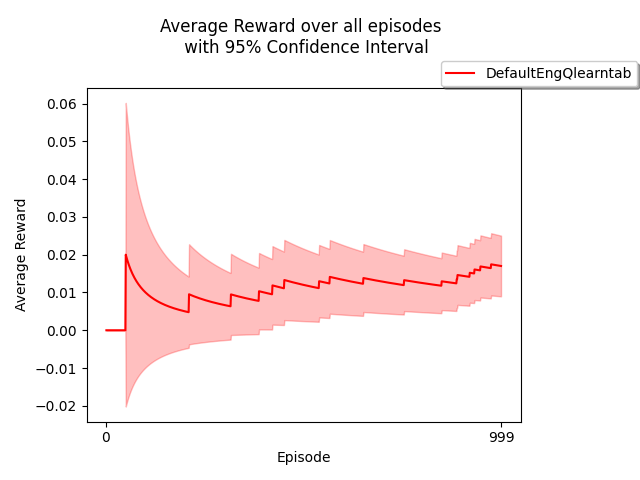 Average Reward over all episodes
with 95% Confidence Interval
DefaultEngQlearntab
0.06
0.05
0.04
0.03
0.02
0.01
0.00
−0.01
−0.02
Average Reward
0
999
Episode